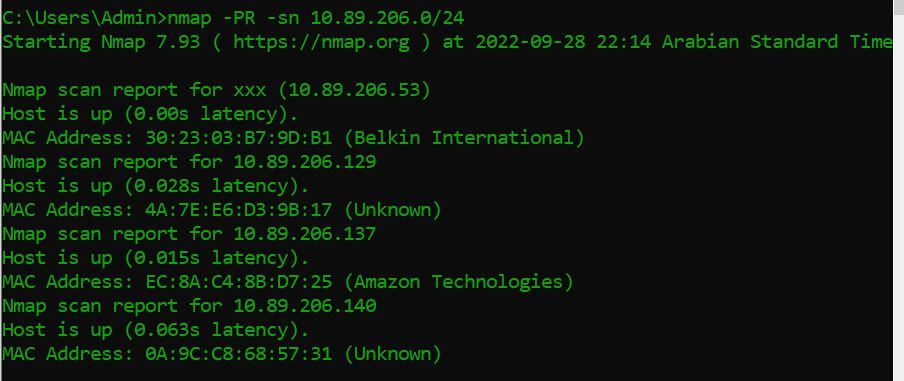 C:\Users\Admin>nmap -PR -sn 10.89.206.0/24
Starting Nmap 7.93 ( https://nmap.org ) at 2022-09-28 22:14 Arabian Standard Time
Nmap scan report for xxx (10.89.206.53)
Host is up (0.00s latency).
MAC Address: 30:23:03:B7:9D:B1 (Belkin International)
Nmap scan report for 10.89.206.129
Host is up (0.028s latency).
MAC Address: 4A:7E:E6:D3:9B:17 (Unknown)
Nmap scan report for 10.89.206.137
Host is up (0.015s latency).
MAC Address: EC:8A:C4:8B:D7:25 (Amazon Technologies)
Nmap scan report for 10.89.206.140
Host is up (0.063s latency).
MAC Address: 0A:9C:C8:68:57:31 (Unknown)